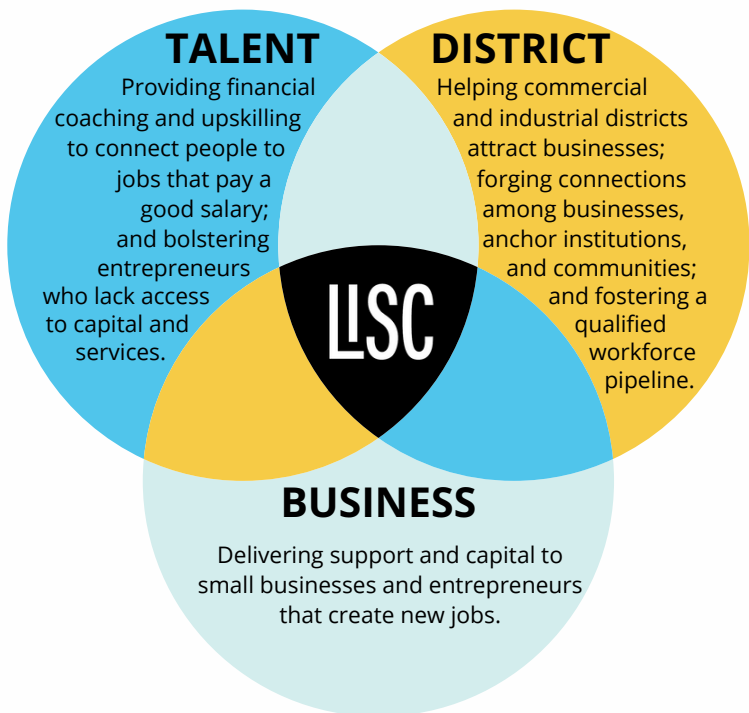 TALENT
Providing financial
coaching and upskilling
to connect people to
jobs that pay a
good salary;
and bolstering
entrepreneurs
who lack access
to capital and
services.
DISTRICT
Helping commercial
and industrial districts
attract businesses;
forging connections
among businesses,
anchor institutions,
and communities;
and fostering a
qualified
workforce
pipeline.
LISC
BUSINESS
Delivering support and capital to
small businesses and entrepreneurs
that create new jobs.